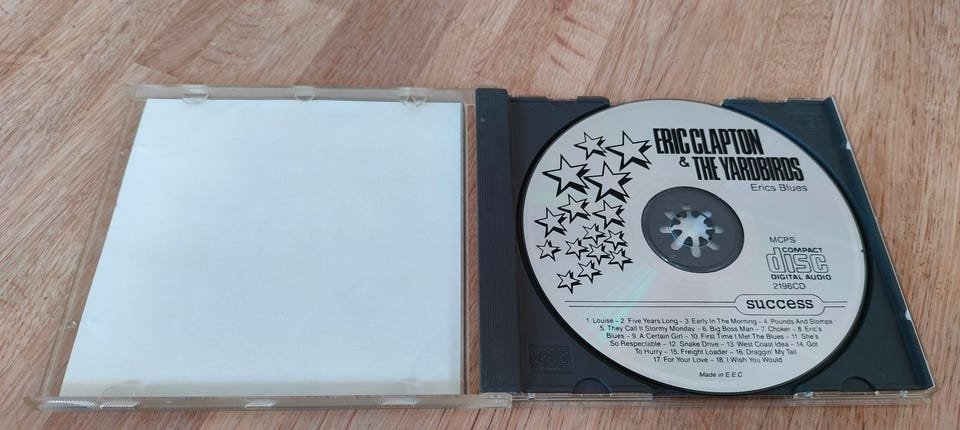 ERIC CLAPTON
& THE YARDBIRDS
Erics Blues
MCPS
COMPACT
disc
DIGITAL AUDIO
2196CD
success
1. Louise – 2. Five Years Long – 3. Early In The Morning – 4. Pounds And Stomps
5. They Call It Stormy Monday – 6. Big Boss Man – 7. Choker – 8. Eric's
Blues – 9. A Certain Girl – 10. First Time I Met The Blues – 11. She's
So Respectable – 12. Snake Drive – 13. West Coast Idea – 14. Got
To Hurry – 15. Freight Loader – 16. Draggin' My Tail
17. For Your Love – 18. I Wish You Would
Made in E.E.C